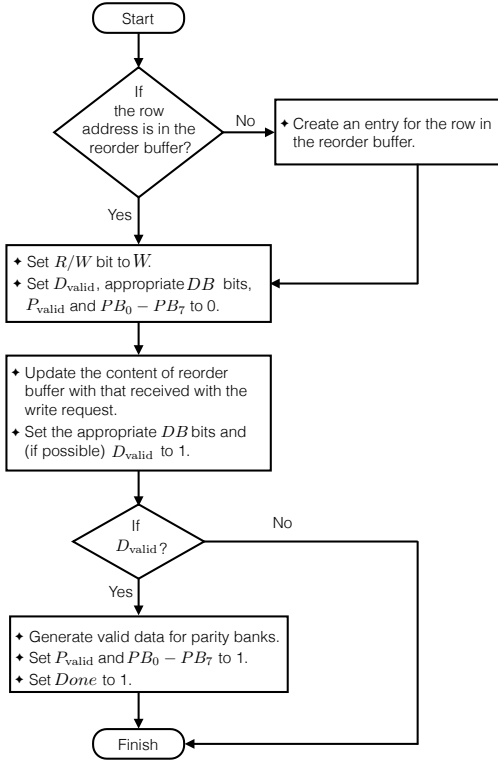 Start
If
the row
address is in the
reorder buffer?
No
✦ Create an entry for the row in
the reorder buffer.
Yes
✦ Set R/W bit to W.
✦ Set D_valid, appropriate DB bits,
P_valid and PB_0 − PB_7 to 0.
✦ Update the content of reorder
buffer with that received with the
write request.
✦ Set the appropriate DB bits and
(if possible) D_valid to 1.
If
D_valid?
No
Yes
✦ Generate valid data for parity banks.
✦ Set P_valid and PB_0 − PB_7 to 1.
✦ Set Done to 1.
Finish